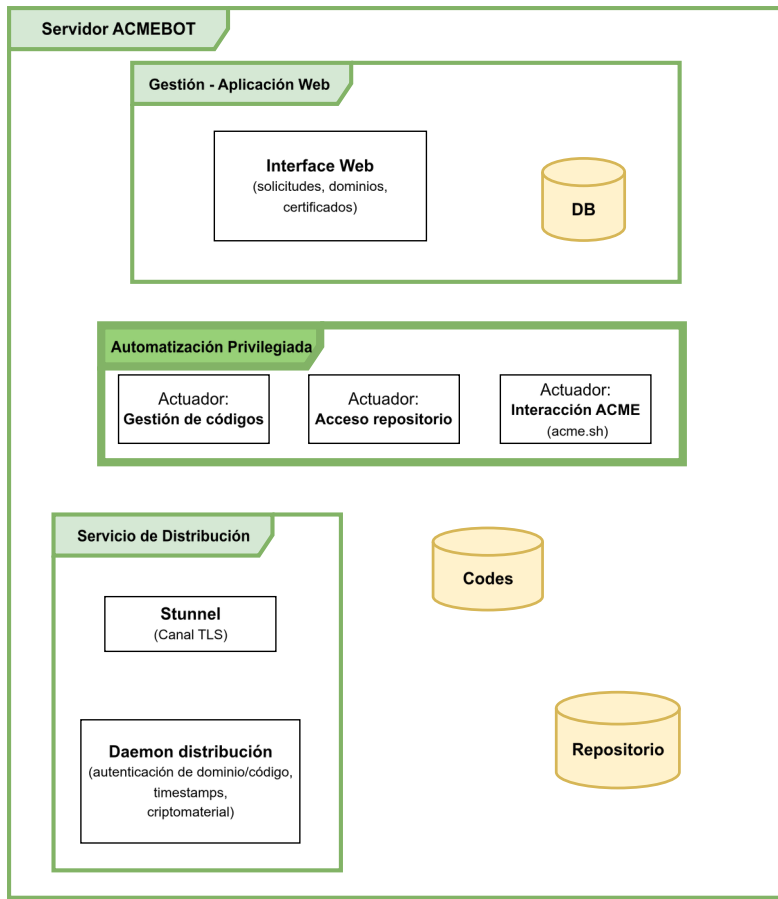 Servidor ACMEBOT
Gestión - Aplicación Web
Interface Web
(solicitudes, dominios,
certificados)
DB
Automatización Privilegiada
Actuador:
Gestión de códigos
Actuador:
Acceso repositorio
Actuador:
Interacción ACME
(acme.sh)
Servicio de Distribución
Stunnel
(Canal TLS)
Codes
Daemon distribución
(autenticación de dominio/código,
timestamps,
criptomaterial)
Repositorio